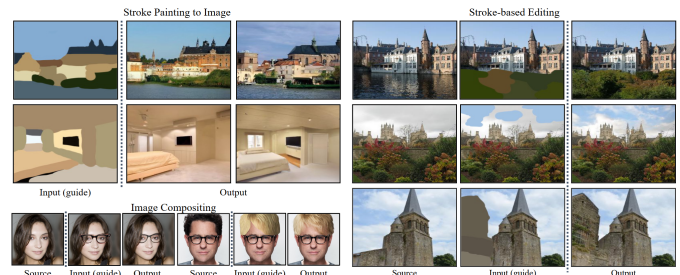 Stroke Painting to Image
Input (guide) Output
Image Compositing
Source Input (guide) Output Source Input (guide) Output
Stroke-based Editing
Source Input (guide) Output